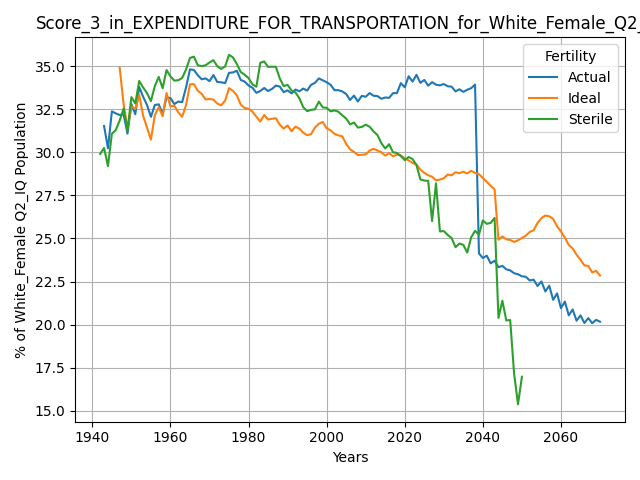 Score_3_in_EXPENDITURE_FOR_TRANSPORTATION_for_White_Female_Q2_
Fertility
Actual
Ideal
Sterile
% of White_Female Q2_IQ Population
35.0
32.5
30.0
27.5
25.0
22.5
20.0
17.5
15.0
1940 1960 1980 2000 2020 2040 2060
Years